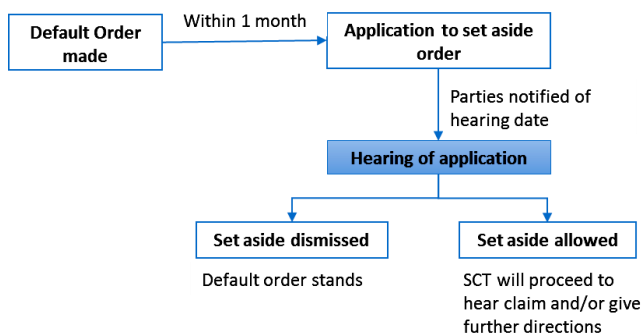 Default Order
made
Within 1 month
Application to set aside
order
Parties notified of
hearing date
Hearing of application
Set aside dismissed
Default order stands
Set aside allowed
SCT will proceed to
hear claim and/or give
further directions